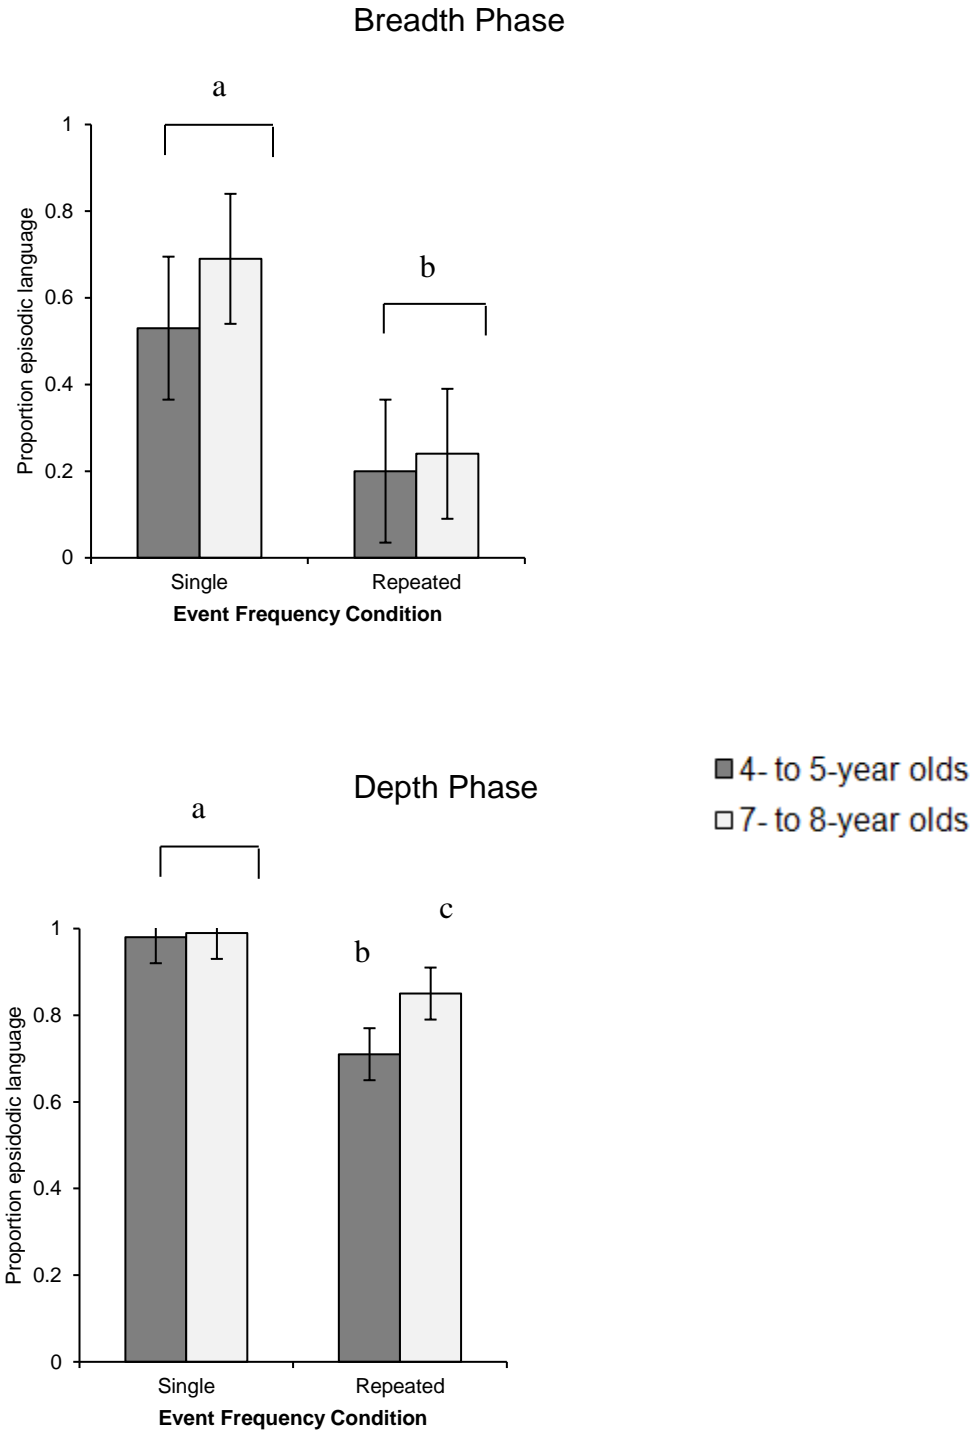 Breadth Phase
a
b
1
0.8
0.6
0.4
0.2
0
Proportion episodic language
Single
Repeated
Event Frequency Condition
4- to 5-year olds
7- to 8-year olds
Depth Phase
a
b
c
1
0.8
0.6
0.4
0.2
0
Proportion epsidodic language
Single
Repeated
Event Frequency Condition